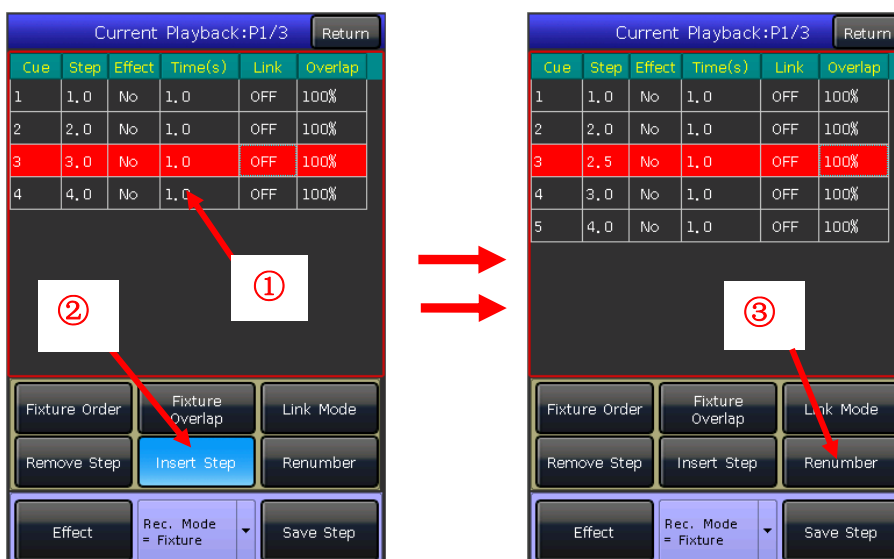 Current Playback:P1/3 Return
Cue Step Effect Time(s) Link Overlap
1 1.0 No 1.0 OFF 100%
2 2.0 No 1.0 OFF 100%
3 3.0 No 1.0 OFF 100%
4 4.0 No 1.0 OFF 100%
①
②
Fixture Order
Fixture
Overlap
Link Mode
Remove Step Insert Step Renumber
Effect
Rec. Mode
= Fixture
Save Step
Current Playback:P1/3 Return
Cue Step Effect Time(s) Link Overlap
1 1.0 No 1.0 OFF 100%
2 2.0 No 1.0 OFF 100%
3 2.5 No 1.0 OFF 100%
4 3.0 No 1.0 OFF 100%
5 4.0 No 1.0 OFF 100%
③
Fixture Order
Fixture
Overlap
Link Mode
Remove Step Insert Step Renumber
Effect
Rec. Mode
= Fixture
Save Step